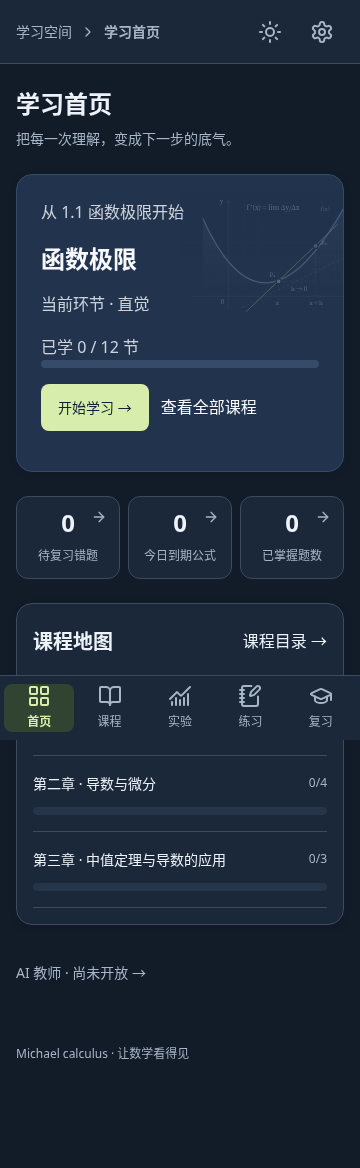 学习空间 > 学习首页
学习首页
把每一次理解，变成下一步的底气。
从 1.1 函数极限开始
函数极限
当前环节 · 直觉
已学 0 / 12 节
开始学习 → 查看全部课程
0 → 0 → 0 →
待复习错题 今日到期公式 已掌握题数
课程地图 课程目录 →
首页 课程 实验 练习 复习
第二章 · 导数与微分 0/4
第三章 · 中值定理与导数的应用 0/3
AI 教师 · 尚未开放 →
Michael calculus · 让数学看得见